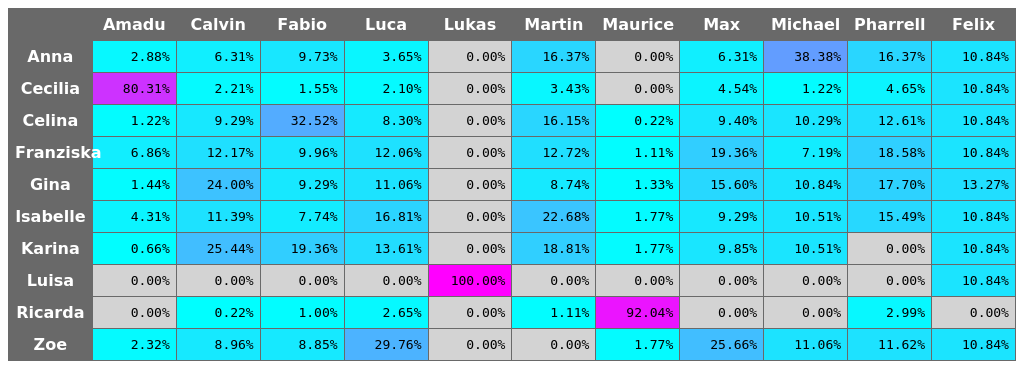 Amadu Calvin Fabio Luca Lukas Martin Maurice Max Michael Pharrell Felix
Anna 2.88% 6.31% 9.73% 3.65% 0.00% 16.37% 0.00% 6.31% 38.38% 16.37% 10.84%
Cecilia 80.31% 2.21% 1.55% 2.10% 0.00% 3.43% 0.00% 4.54% 1.22% 4.65% 10.84%
Celina 1.22% 9.29% 32.52% 8.30% 0.00% 16.15% 0.22% 9.40% 10.29% 12.61% 10.84%
Franziska 6.86% 12.17% 9.96% 12.06% 0.00% 12.72% 1.11% 19.36% 7.19% 18.58% 10.84%
Gina 1.44% 24.00% 9.29% 11.06% 0.00% 8.74% 1.33% 15.60% 10.84% 17.70% 13.27%
Isabelle 4.31% 11.39% 7.74% 16.81% 0.00% 22.68% 1.77% 9.29% 10.51% 15.49% 10.84%
Karina 0.66% 25.44% 19.36% 13.61% 0.00% 18.81% 1.77% 9.85% 10.51% 0.00% 10.84%
Luisa 0.00% 0.00% 0.00% 0.00% 100.00% 0.00% 0.00% 0.00% 0.00% 0.00% 10.84%
Ricarda 0.00% 0.22% 1.00% 2.65% 0.00% 1.11% 92.04% 0.00% 0.00% 2.99% 0.00%
Zoe 2.32% 8.96% 8.85% 29.76% 0.00% 0.00% 1.77% 25.66% 11.06% 11.62% 10.84%